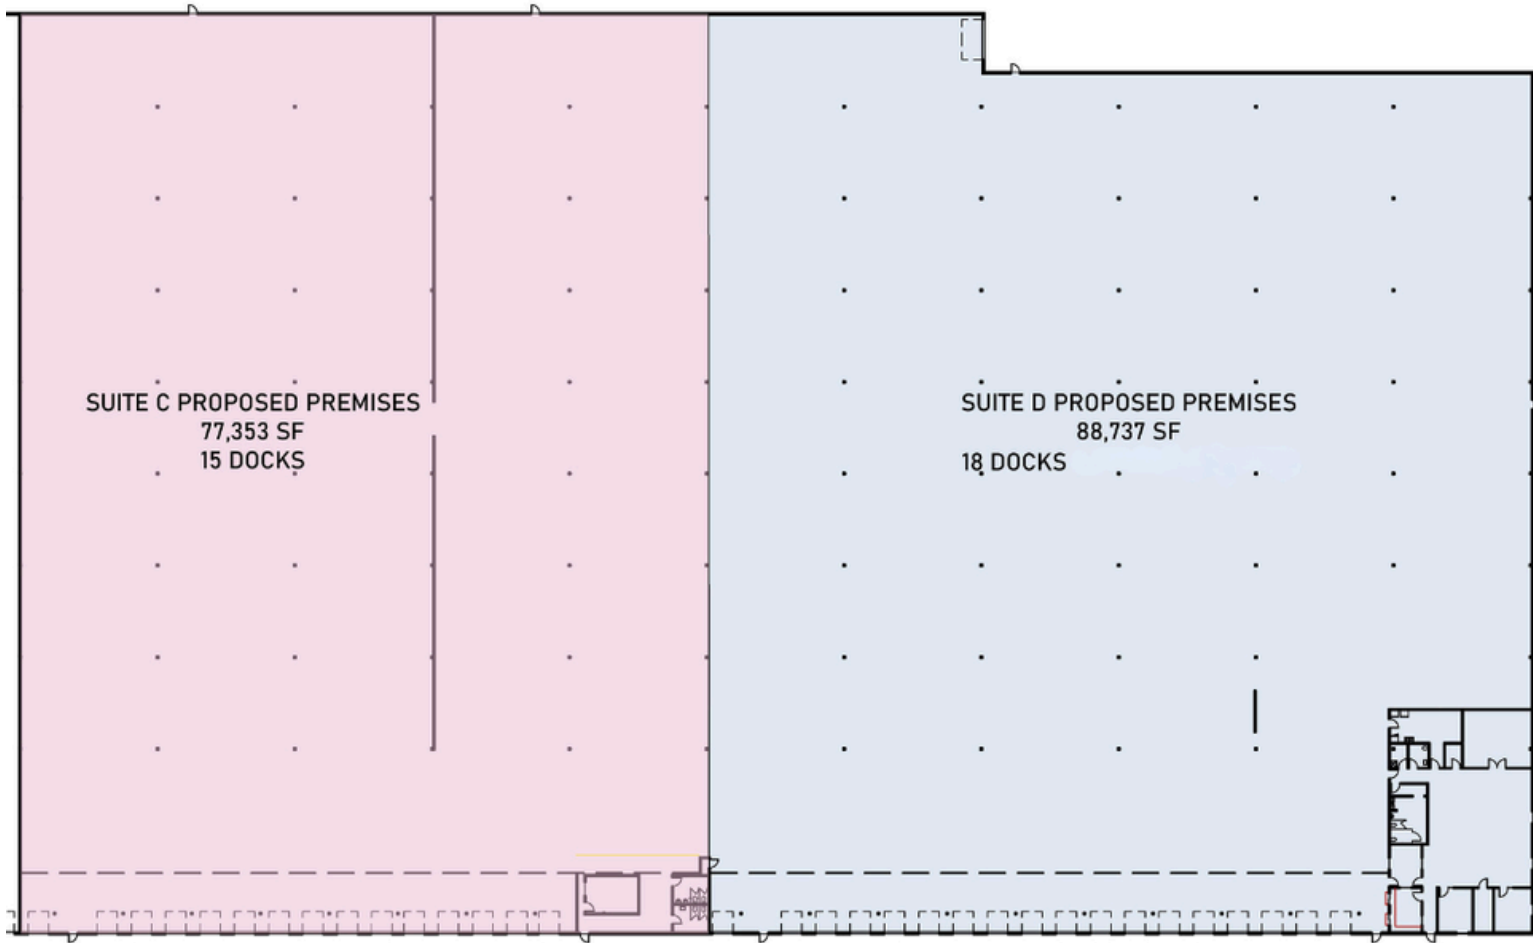 SUITE C PROPOSED PREMISES
77,353 SF
15 DOCKS
SUITE D PROPOSED PREMISES
88,737 SF
18 DOCKS